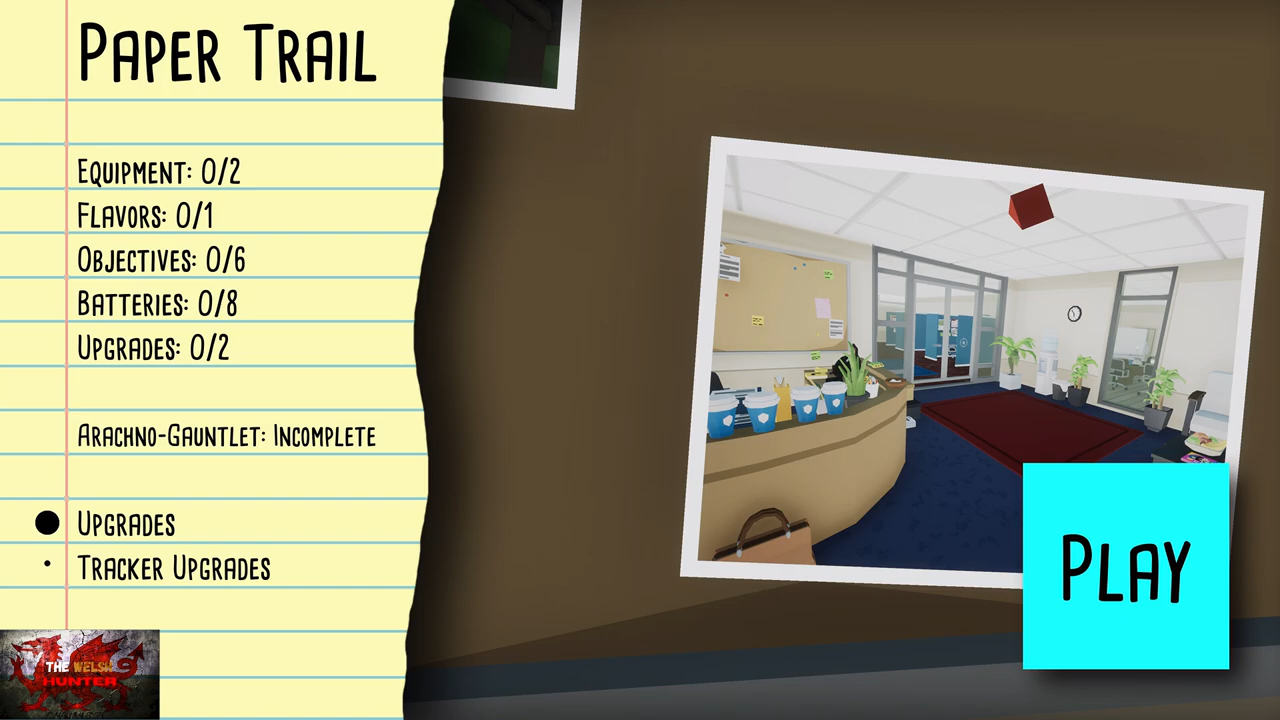 PAPER TRAIL
EQUIPMENT: 0/2
FLAVORS: 0/1
OBJECTIVES: 0/6
BATTERIES: 0/8
UPGRADES: 0/2
ARACHNO-GAUNTLET: INCOMPLETE
UPGRADES
TRACKER UPGRADES
THE WELSH
HUNTER
PLAY